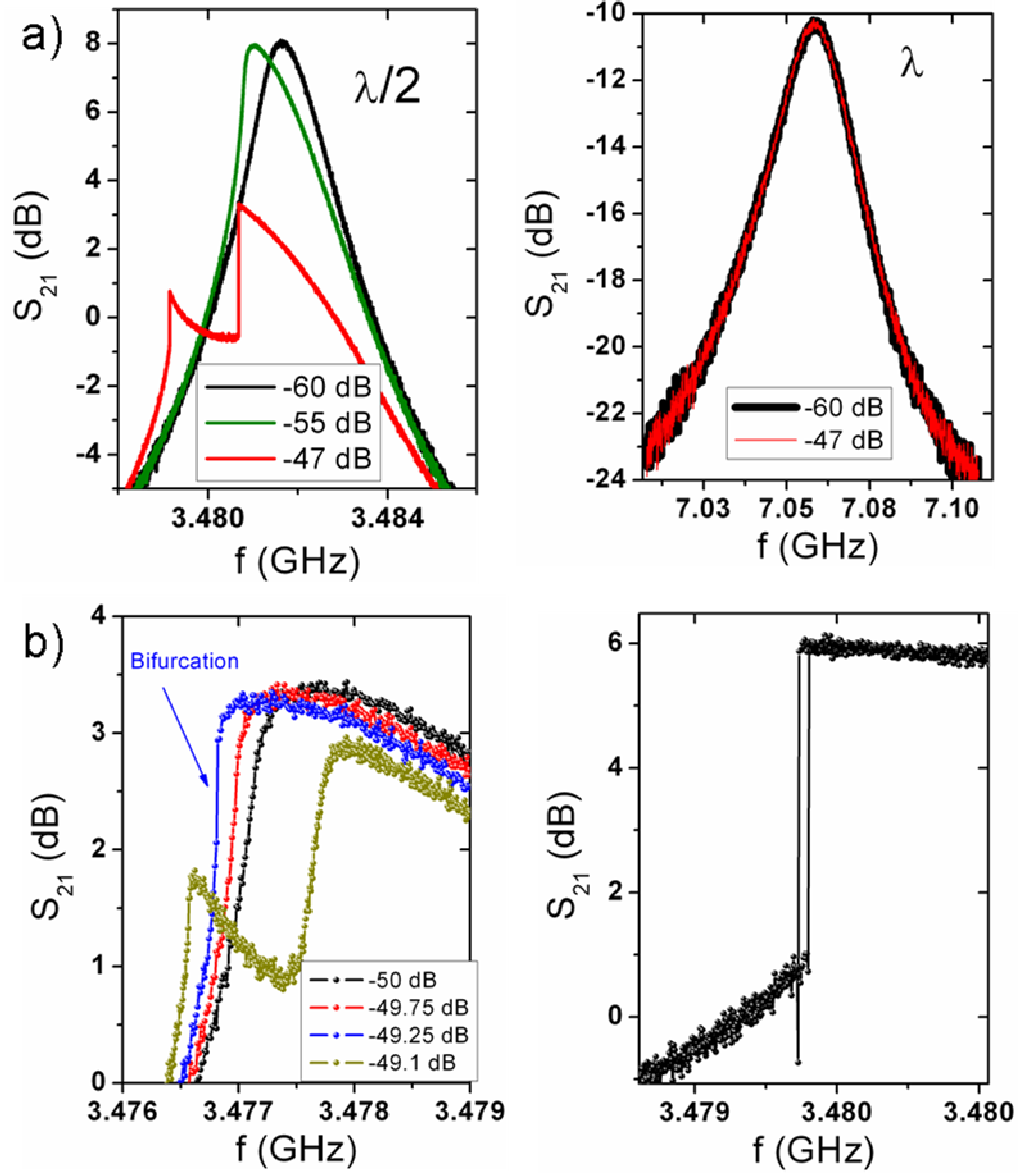 a)
λ/2
S21 (dB)
8
6
4
2
0
-2
-4
-60 dB
-55 dB
-47 dB
3.480
3.484
f (GHz)
λ
S21 (dB)
-10
-12
-14
-16
-18
-20
-22
-24
-60 dB
-47 dB
7.03
7.05
7.08
7.10
f (GHz)
b)
Bifurcation
S21 (dB)
4
3
2
1
0
-50 dB
-49.75 dB
-49.25 dB
-49.1 dB
3.476
3.477
3.478
3.479
f (GHz)
S21 (dB)
6
4
2
0
3.479
3.480
3.480
f (GHz)